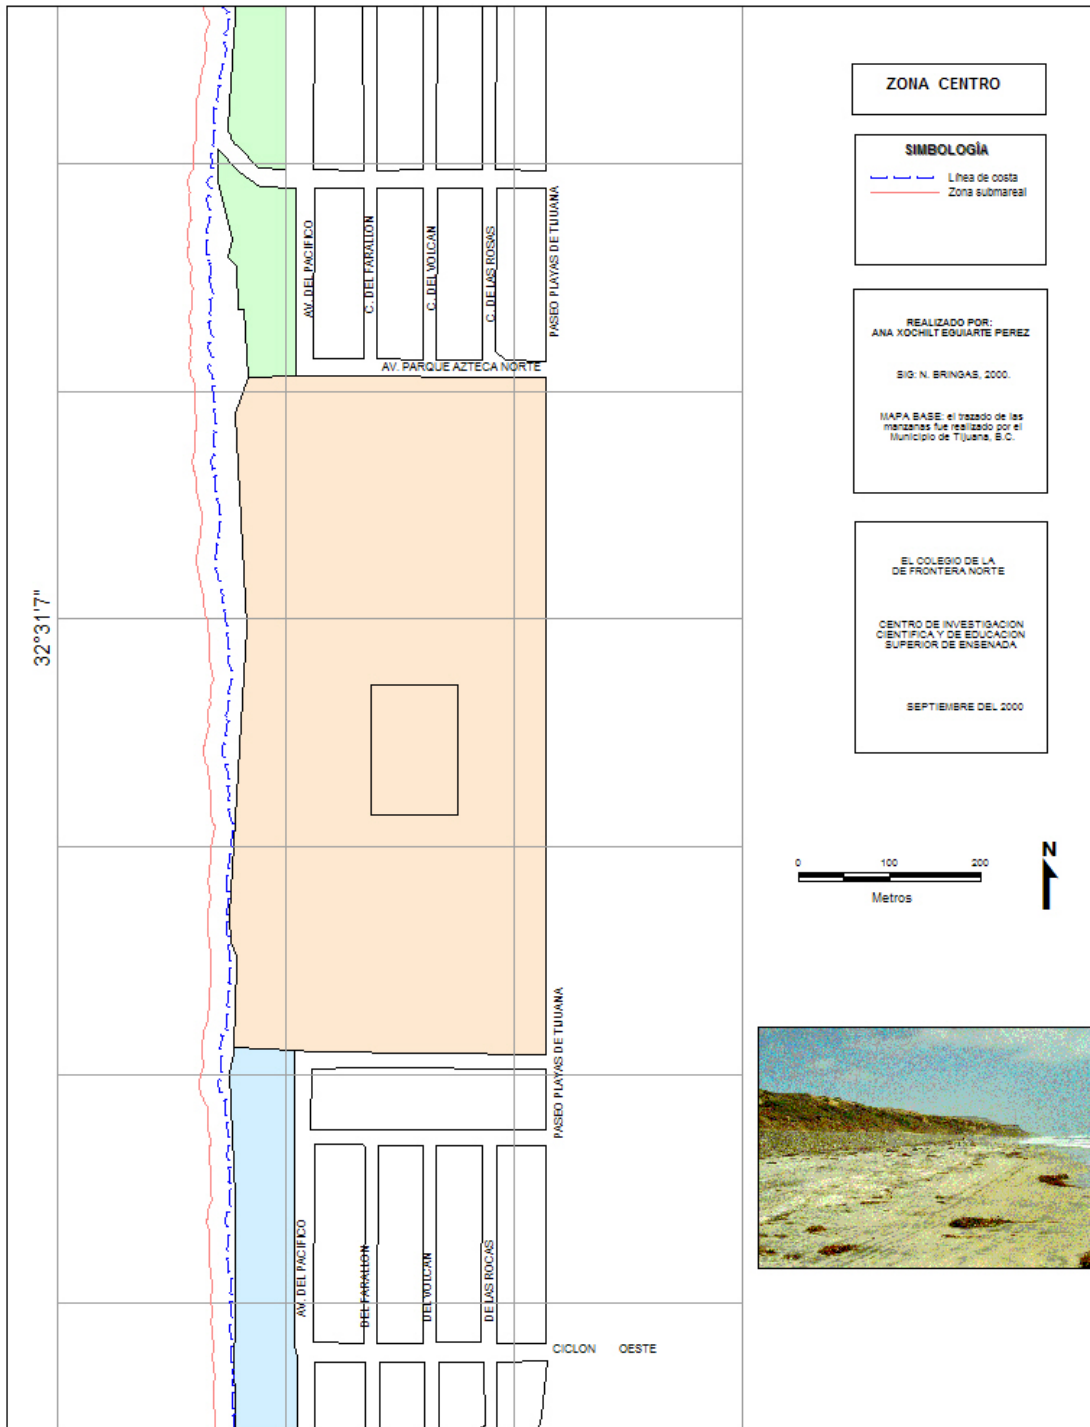 ZONA CENTRO
SIMBOLOGÌA
Línea de costa
Zona submareal
AV. DEL PACIFICO
C. DEL FARALLON
C. DEL VOLCAN
C. DE LAS ROSAS
PASEO PLAYAS DE TIJUANA
AV. PARQUE AZTECA NORTE
REALIZADO POR:
ANA XOCHILT EGUIARTE PEREZ
SIG: N. BRINGAS, 2000.
MAPA BASE: el trazado de las
manzanas fue realizado por el
Municipio de Tijuana, B.C.
EL COLEGIO DE LA
DE FRONTERA NORTE
CENTRO DE INVESTIGACION
CIENTIFICA Y DE EDUCACION
SUPERIOR DE ENSENADA
SEPTIEMBRE DEL 2000
32°31'7"
0 100 200
Metros
N
PASEO PLAYAS DE TIJUANA
AV. DEL PACIFICO
DEL FARALLON
DEL VOLCAN
DE LAS ROCAS
CICLON OESTE